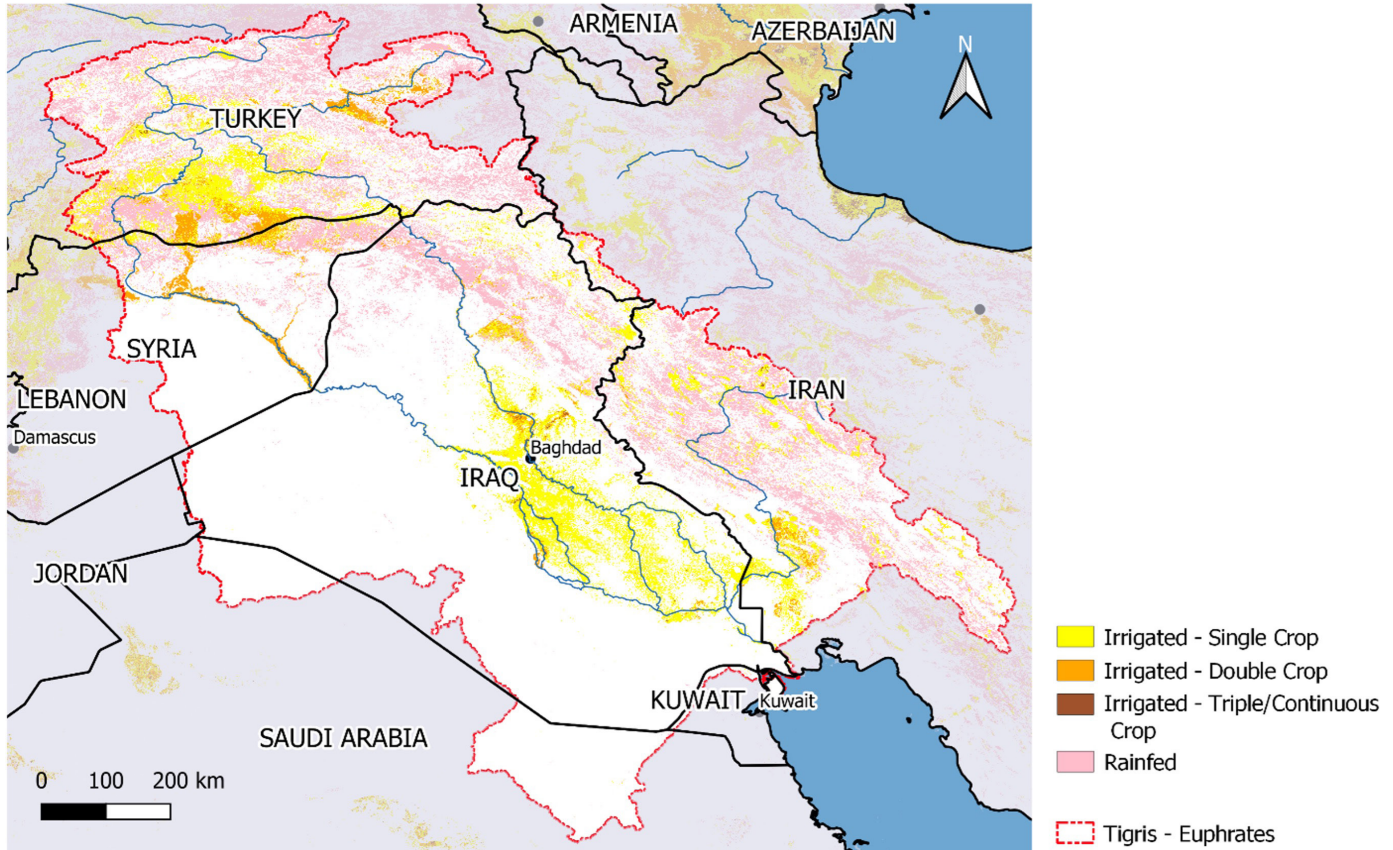 ARMENIA
AZERBAIJAN
N
TURKEY
SYRIA
LEBANON
Damascus
IRAN
Baghdad
IRAQ
JORDAN
KUWAIT
Kuwait
SAUDI ARABIA
0 100 200 km
Irrigated - Single Crop
Irrigated - Double Crop
Irrigated - Triple/Continuous
Crop
Rainfed
Tigris - Euphrates